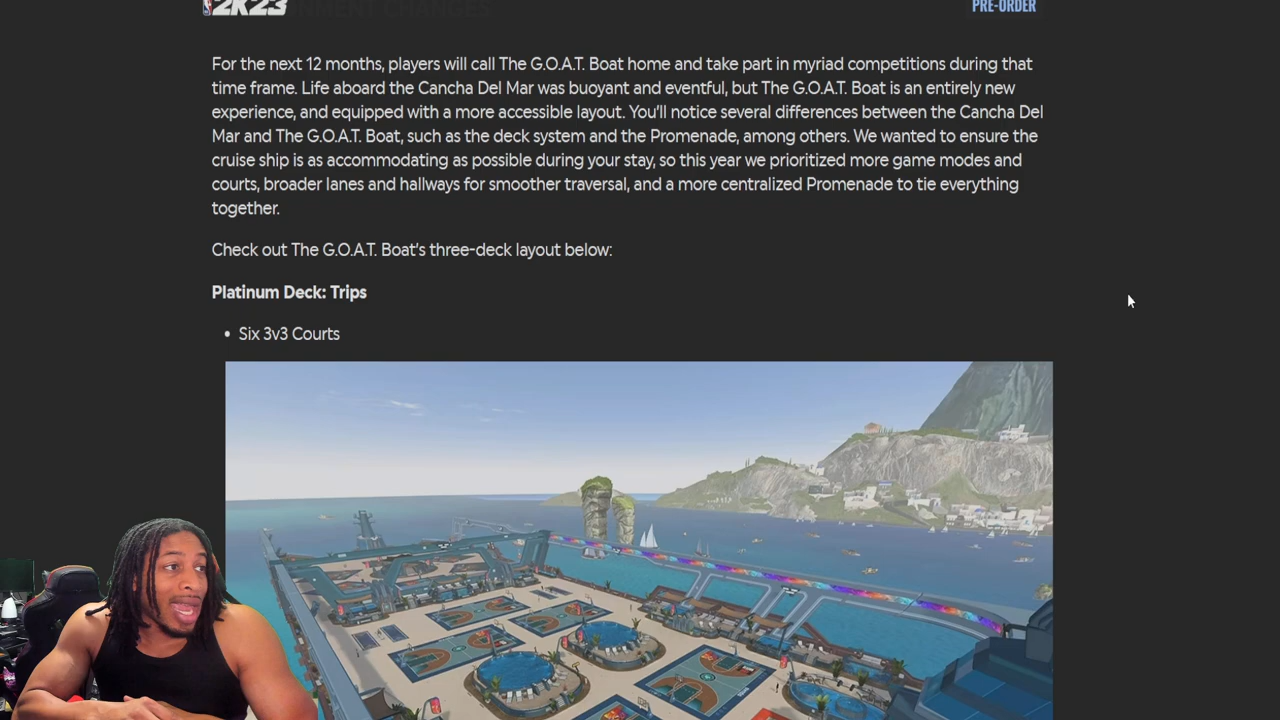 2K23 ONMENT CHANGES
PRE-ORDER
For the next 12 months, players will call The G.O.A.T. Boat home and take part in myriad competitions during that
time frame. Life aboard the Cancha Del Mar was buoyant and eventful, but The G.O.A.T. Boat is an entirely new
experience, and equipped with a more accessible layout. You’ll notice several differences between the Cancha Del
Mar and The G.O.A.T. Boat, such as the deck system and the Promenade, among others. We wanted to ensure the
cruise ship is as accommodating as possible during your stay, so this year we prioritized more game modes and
courts, broader lanes and hallways for smoother traversal, and a more centralized Promenade to tie everything
together.
Check out The G.O.A.T. Boat’s three-deck layout below:
Platinum Deck: Trips
• Six 3v3 Courts